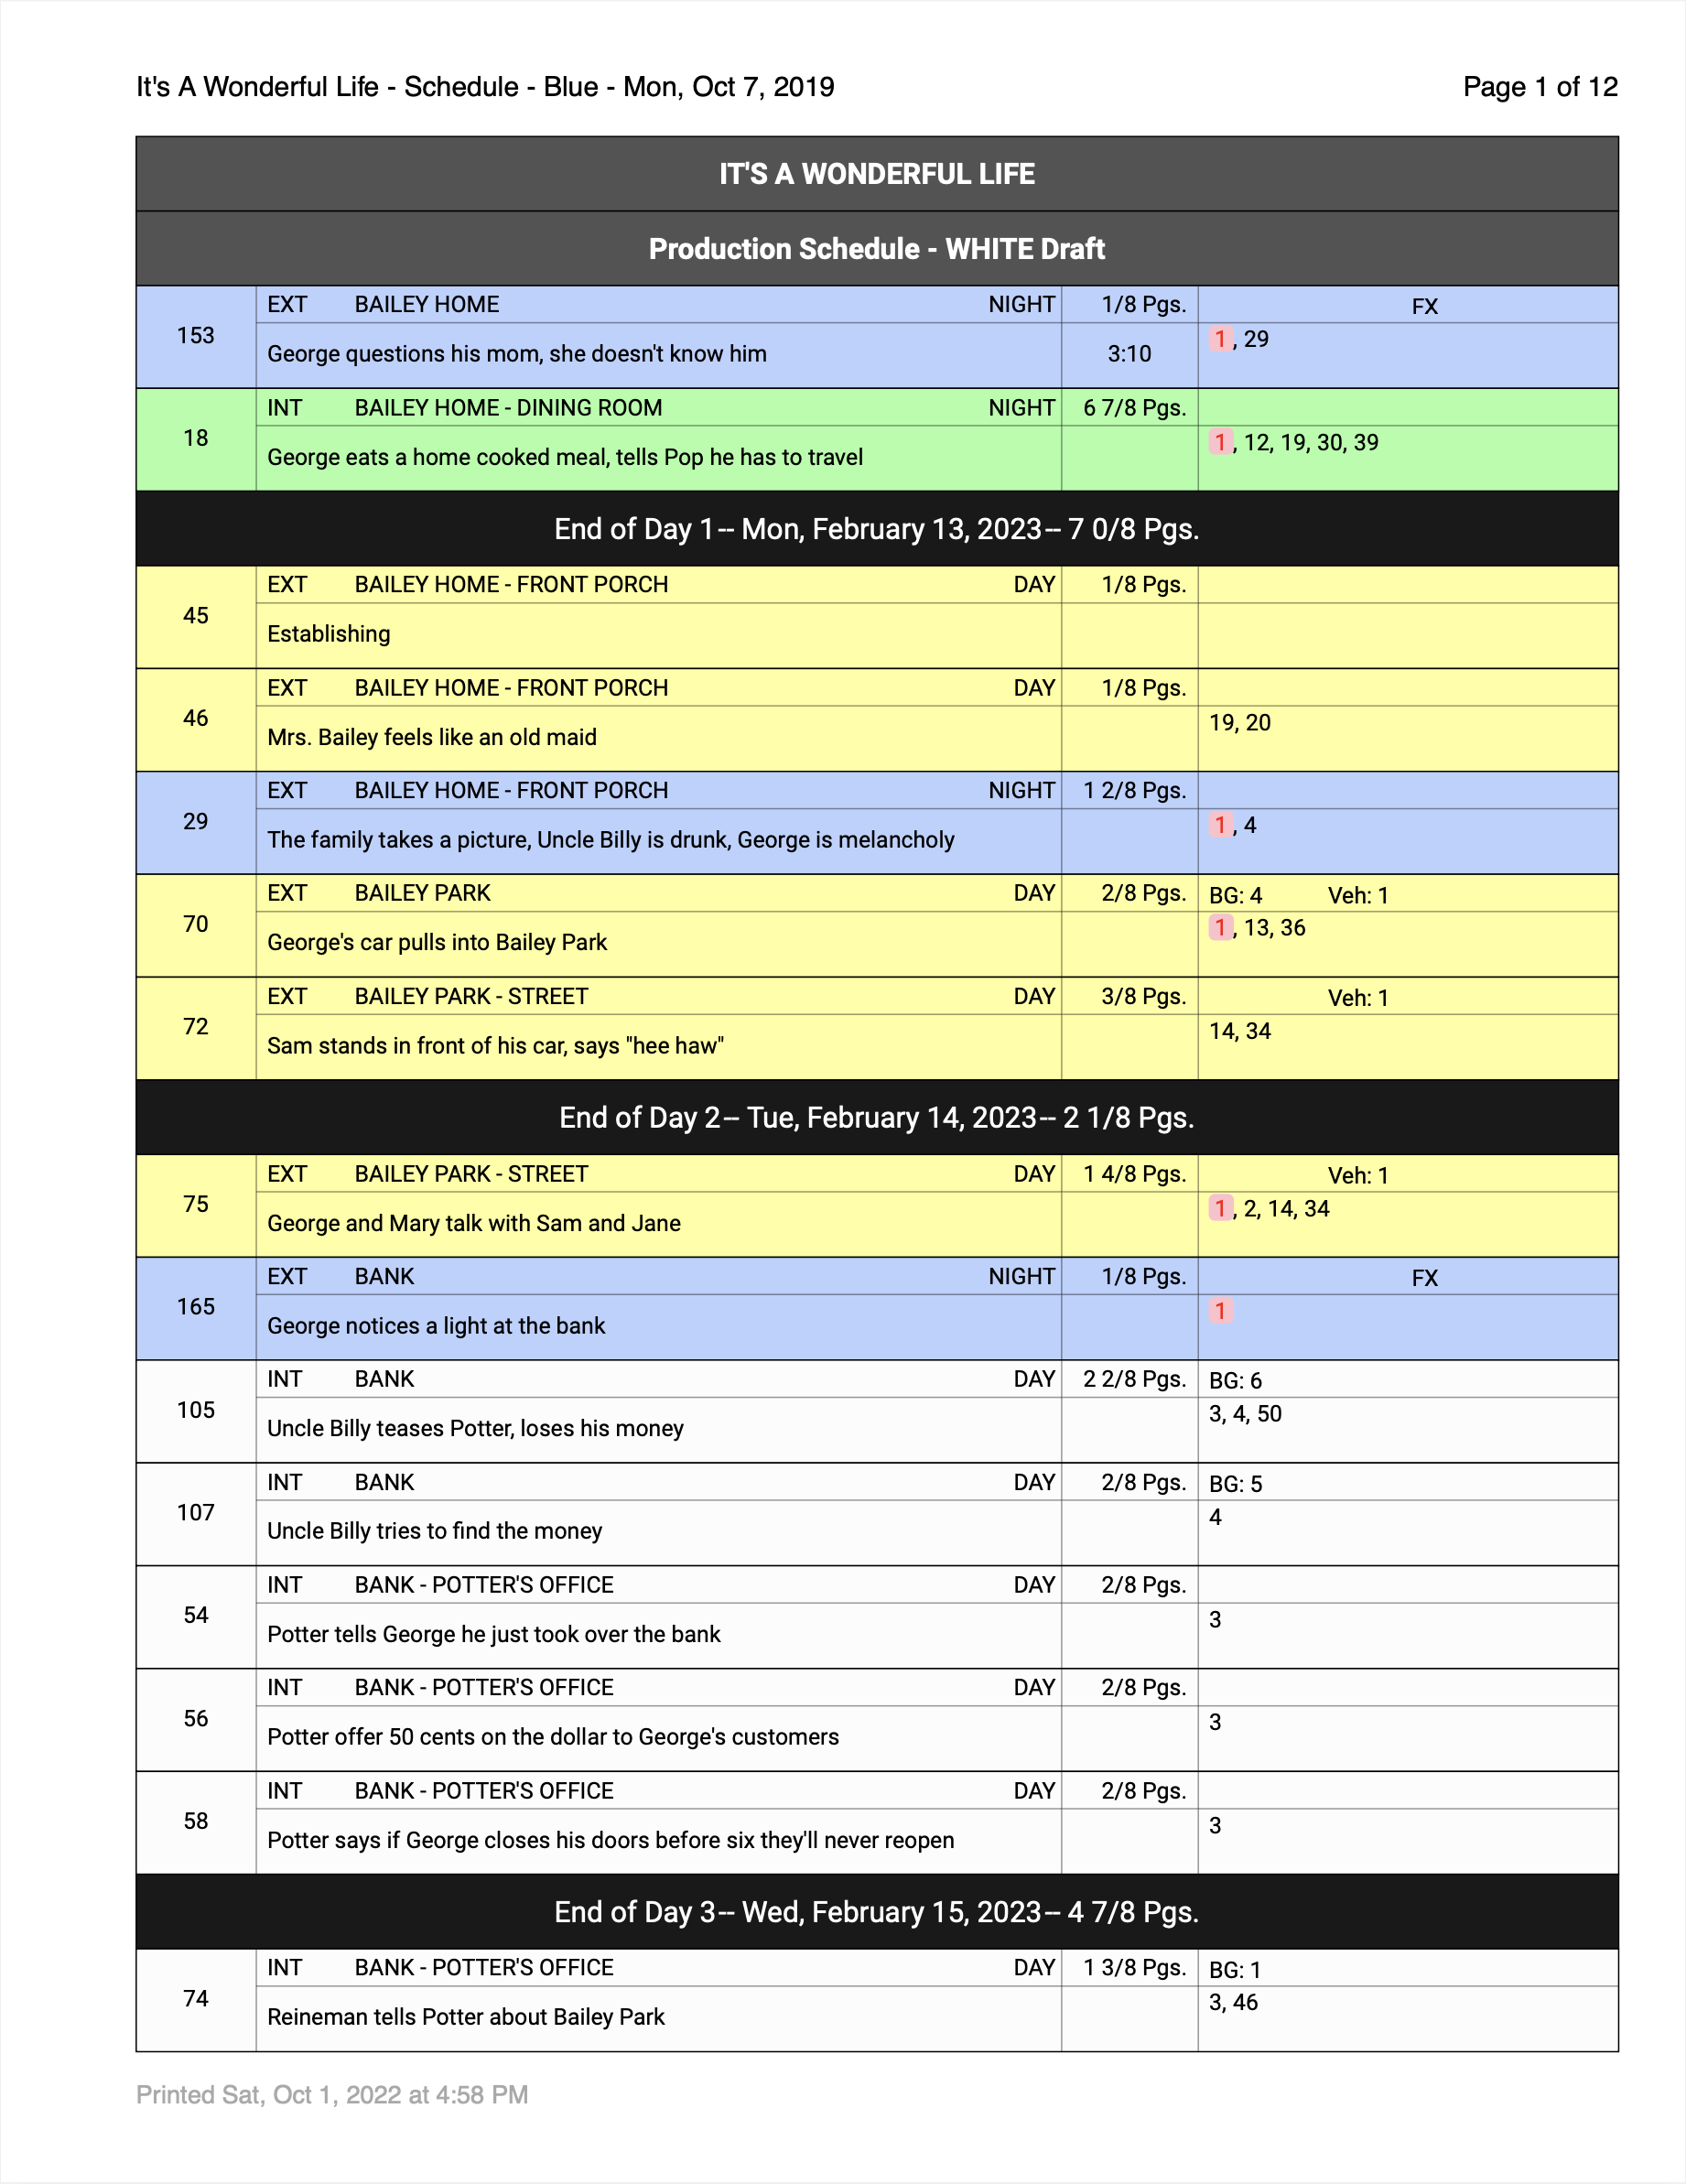 It's A Wonderful Life - Schedule - Blue - Mon, Oct 7, 2019 Page 1 of 12
IT'S A WONDERFUL LIFE
Production Schedule - WHITE Draft
153 EXT BAILEY HOME NIGHT 1/8 Pgs. FX
George questions his mom, she doesn't know him 3:10 1, 29
18 INT BAILEY HOME - DINING ROOM NIGHT 6 7/8 Pgs.
George eats a home cooked meal, tells Pop he has to travel 1, 12, 19, 30, 39
End of Day 1-- Mon, February 13, 2023-- 7 0/8 Pgs.
45 EXT BAILEY HOME - FRONT PORCH DAY 1/8 Pgs.
Establishing
46 EXT BAILEY HOME - FRONT PORCH DAY 1/8 Pgs.
Mrs. Bailey feels like an old maid 19, 20
29 EXT BAILEY HOME - FRONT PORCH NIGHT 1 2/8 Pgs.
The family takes a picture, Uncle Billy is drunk, George is melancholy 1, 4
70 EXT BAILEY PARK DAY 2/8 Pgs. BG: 4 Veh: 1
George's car pulls into Bailey Park 1, 13, 36
72 EXT BAILEY PARK - STREET DAY 3/8 Pgs. Veh: 1
Sam stands in front of his car, says "hee haw" 14, 34
End of Day 2-- Tue, February 14, 2023-- 2 1/8 Pgs.
75 EXT BAILEY PARK - STREET DAY 1 4/8 Pgs. Veh: 1
George and Mary talk with Sam and Jane 1, 2, 14, 34
165 EXT BANK NIGHT 1/8 Pgs. FX
George notices a light at the bank 1
105 INT BANK DAY 2 2/8 Pgs. BG: 6
Uncle Billy teases Potter, loses his money 3, 4, 50
107 INT BANK DAY 2/8 Pgs. BG: 5
Uncle Billy tries to find the money 4
54 INT BANK - POTTER'S OFFICE DAY 2/8 Pgs.
Potter tells George he just took over the bank 3
56 INT BANK - POTTER'S OFFICE DAY 2/8 Pgs.
Potter offer 50 cents on the dollar to George's customers 3
58 INT BANK - POTTER'S OFFICE DAY 2/8 Pgs.
Potter says if George closes his doors before six they'll never reopen 3
End of Day 3-- Wed, February 15, 2023-- 4 7/8 Pgs.
74 INT BANK - POTTER'S OFFICE DAY 1 3/8 Pgs. BG: 1
Reineman tells Potter about Bailey Park 3, 46
Printed Sat, Oct 1, 2022 at 4:58 PM